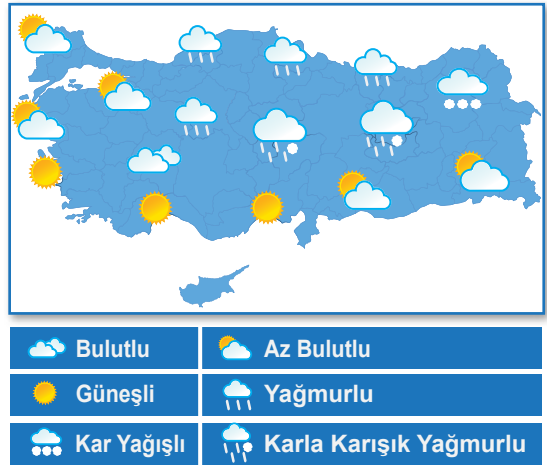 Bulutlu
Az Bulutlu
Güneşli
Yağmurlu
Kar Yağışlı
Karla Karışık Yağmurlu